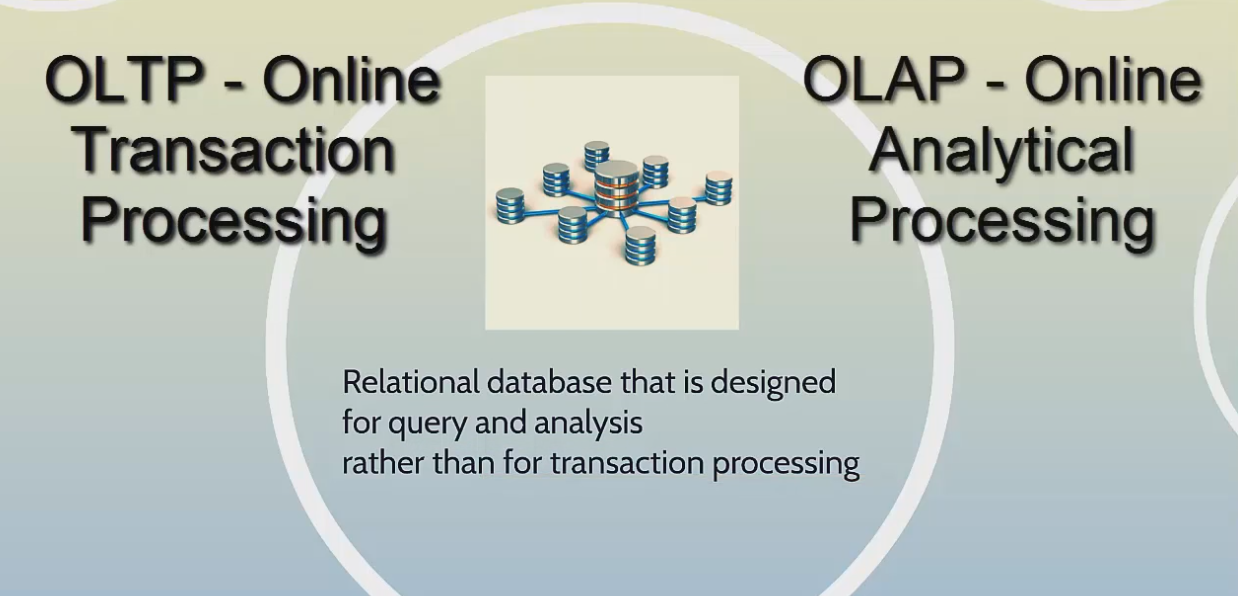 OLTP - Online
Transaction
Processing
OLAP - Online
Analytical
Processing
Relational database that is designed
for query and analysis
rather than for transaction processing